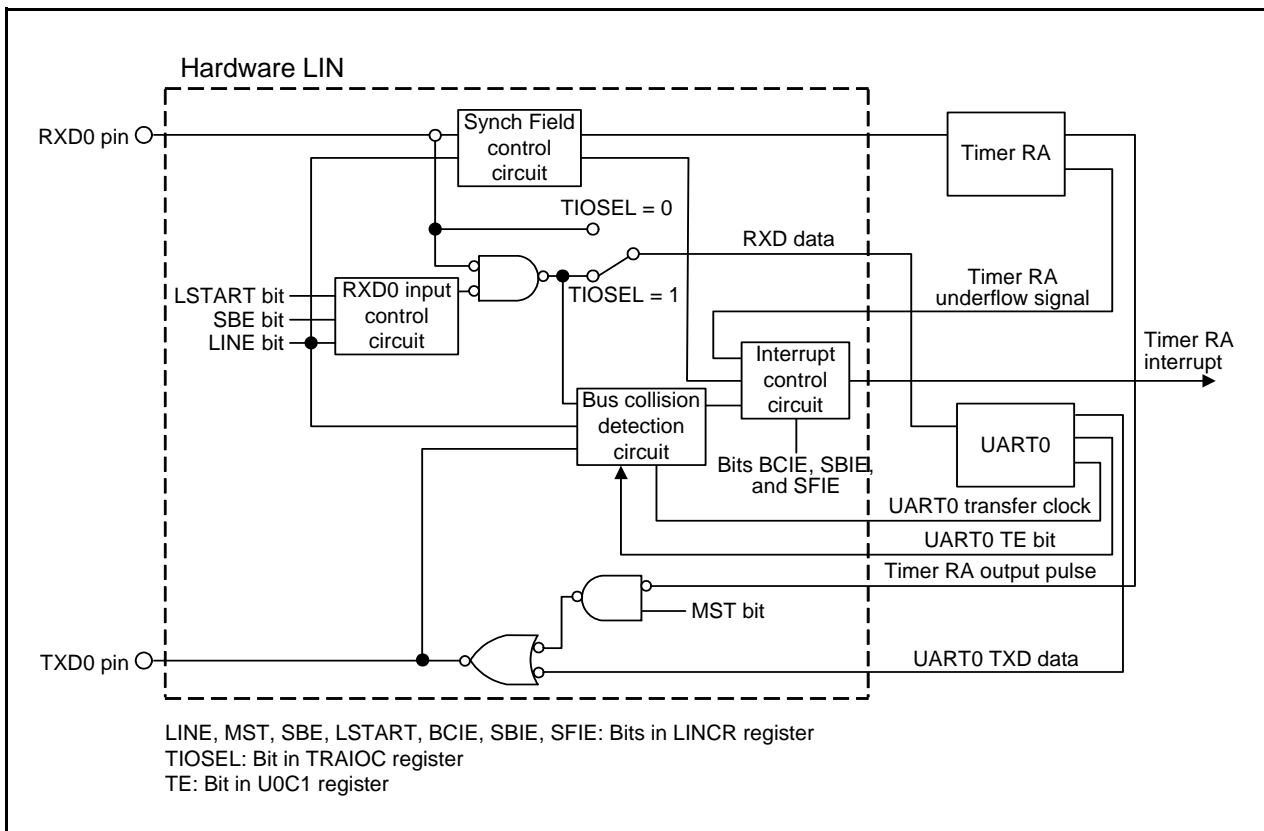 Hardware LIN
RXD0 pin
Synch Field
control
circuit
Timer RA
TIOSEL = 0
RXD data
TIOSEL = 1
LSTART bit
SBE bit
LINE bit
RXD0 input
control
circuit
Timer RA
underflow signal
Interrupt
control
circuit
Timer RA
interrupt
Bus collision
detection
circuit
Bits BCIE, SBIE,
and SFIE
UART0
UART0 transfer clock
UART0 TE bit
Timer RA output pulse
MST bit
TXD0 pin
UART0 TXD data
LINE, MST, SBE, LSTART, BCIE, SBIE, SFIE: Bits in LINCR register
TIOSEL: Bit in TRAIOC register
TE: Bit in U0C1 register